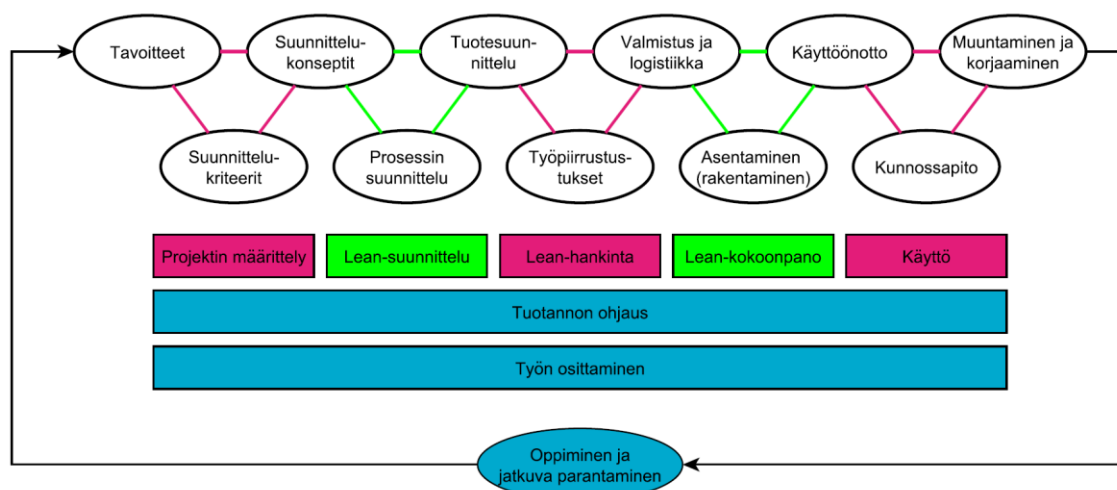 Tavoitteet
Suunnittelu-
konseptit
Tuotesuun-
nittelu
Valmistus ja
logistiikka
Käyttöönotto
Muuntaminen ja
korjaaminen
Suunnittelu-
kriteerit
Prosessin
suunnittelu
Työpiirrustus-
tukset
Asentaminen
(rakentaminen)
Kunnossapito
Projektin määrittely
Lean-suunnittelu
Lean-hankinta
Lean-kokoonpano
Käyttö
Tuotannon ohjaus
Työn osittaminen
Oppiminen ja
jatkuva parantaminen